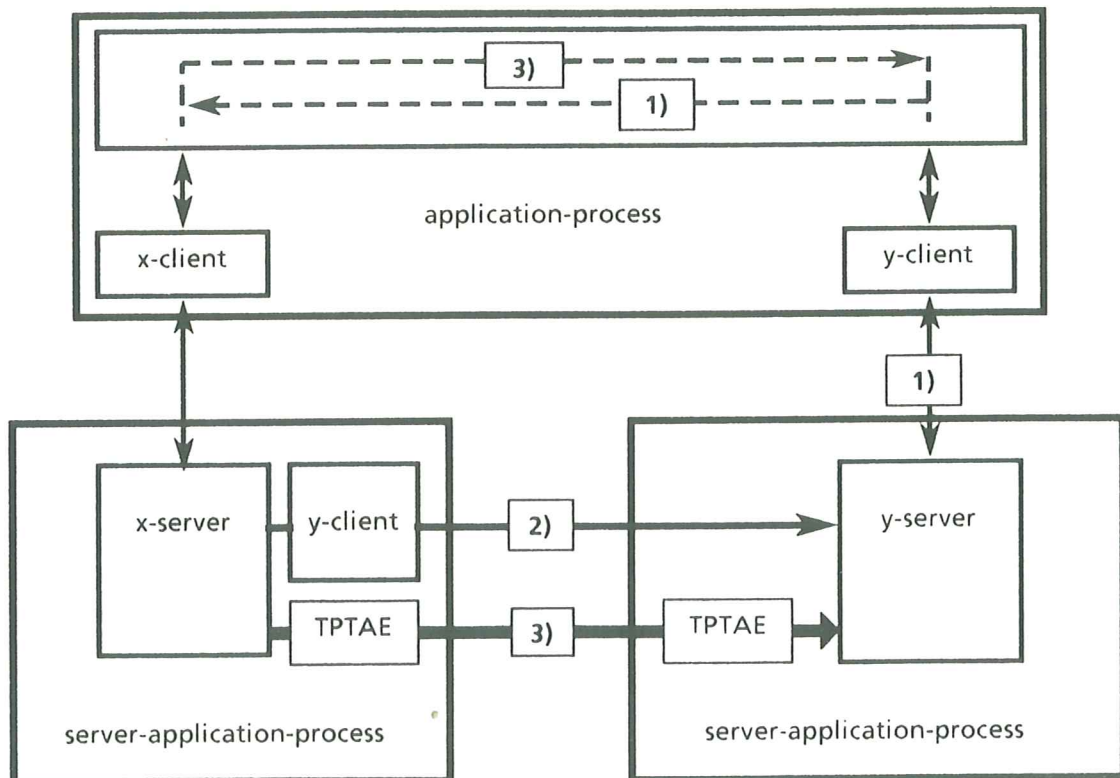 3)
1)
application-process
x-client
y-client
1)
x-server
y-client
2)
y-server
TPTAE
3)
TPTAE
server-application-process
server-application-process